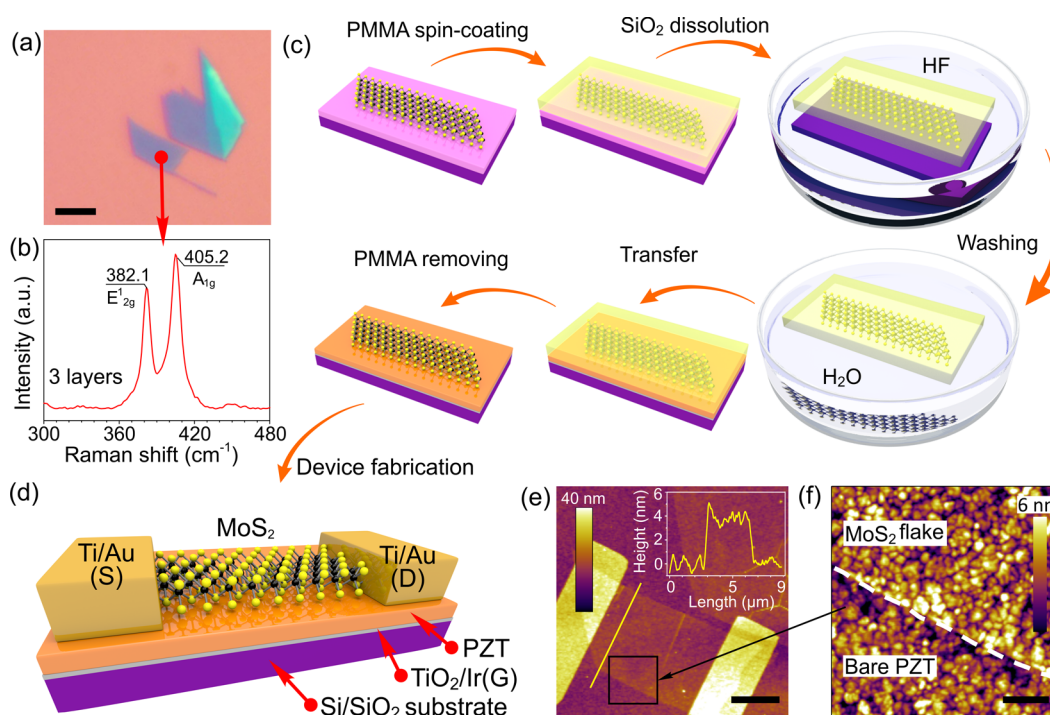 (a)
(b)
382.1
E¹₂g
405.2
A₁g
3 layers
Intensity (a.u.)
300 360 420 480
Raman shift (cm⁻¹)
(c)
PMMA spin-coating
SiO₂ dissolution
HF
Washing
H₂O
Transfer
PMMA removing
Device fabrication
(d)
MoS₂
Ti/Au
(S)
Ti/Au
(D)
PZT
TiO₂/Ir(G)
Si/SiO₂ substrate
(e)
40 nm
Height (nm)
6
4
2
0
0 5 9
Length (µm)
(f)
6 nm
MoS₂ flake
Bare PZT